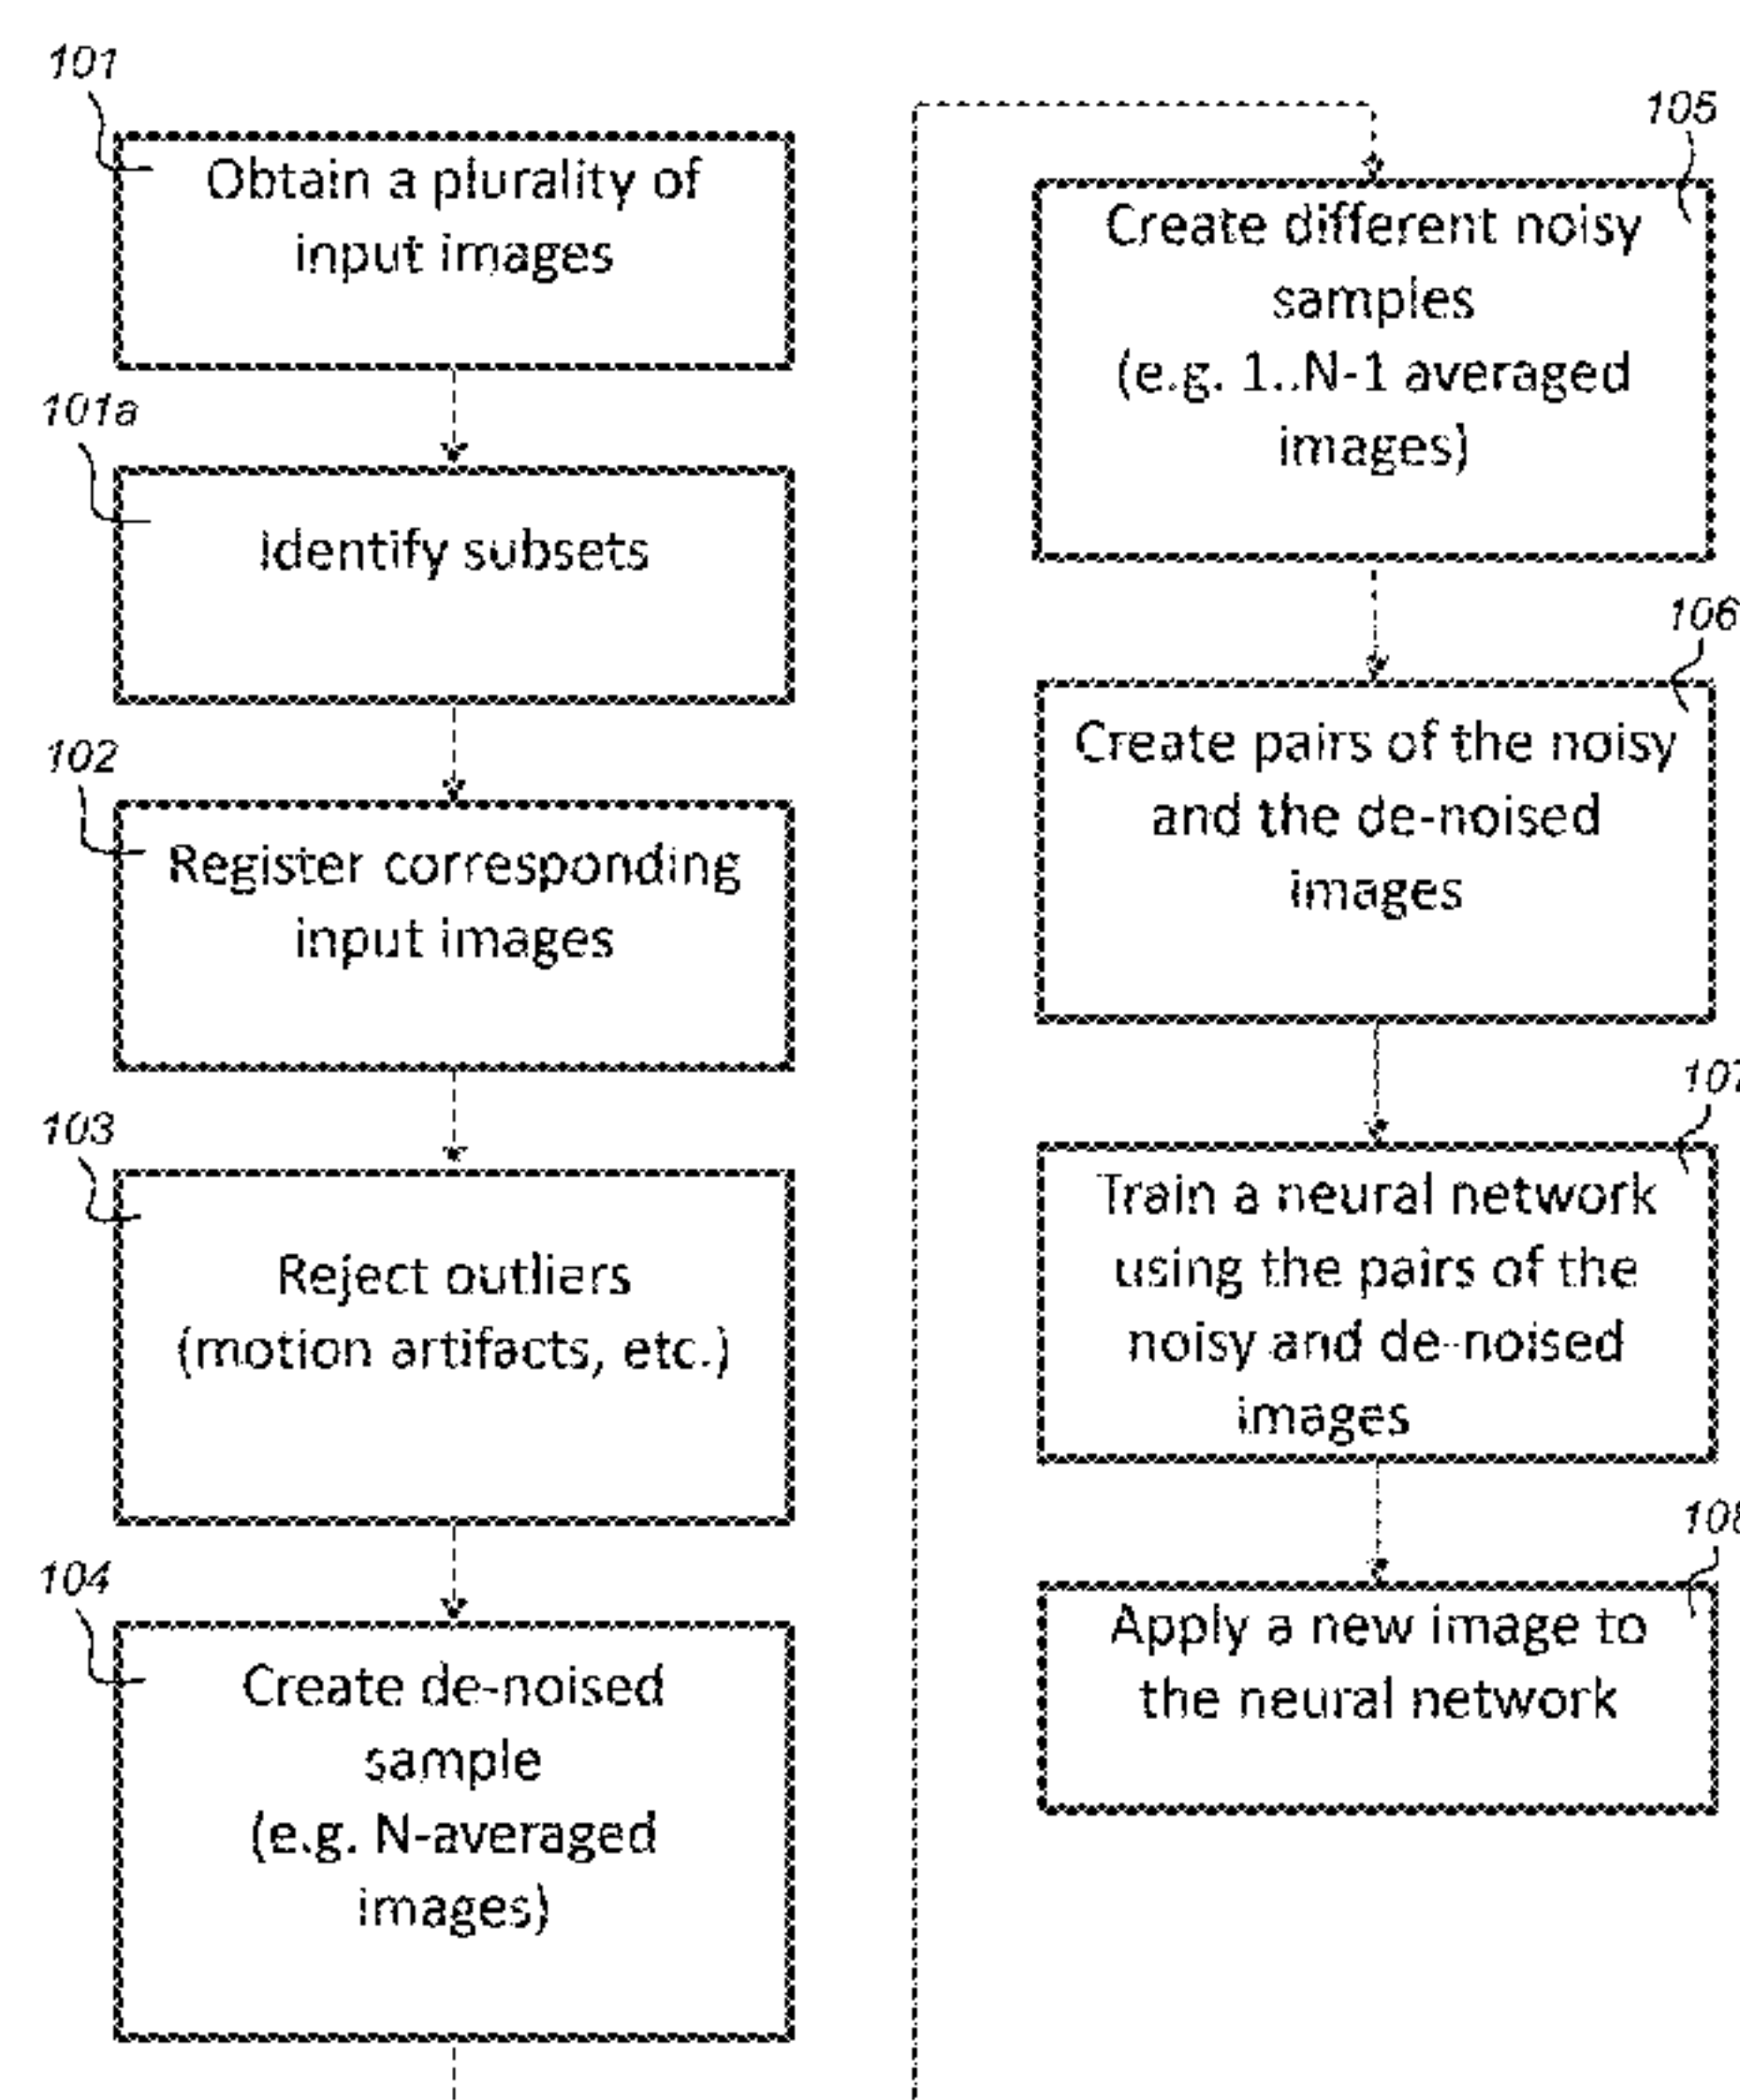 101
Obtain a plurality of
input images
101a
Identify subsets
102
Register corresponding
input images
103
Reject outliers
(motion artifacts, etc.)
104
Create de-noised
sample
(e.g. N-averaged
images)
105
Create different noisy
samples
(e.g. 1..N-1 averaged
images)
106
Create pairs of the noisy
and the de-noised
images
107
Train a neural network
using the pairs of the
noisy and de-noised
images
108
Apply a new image to
the neural network